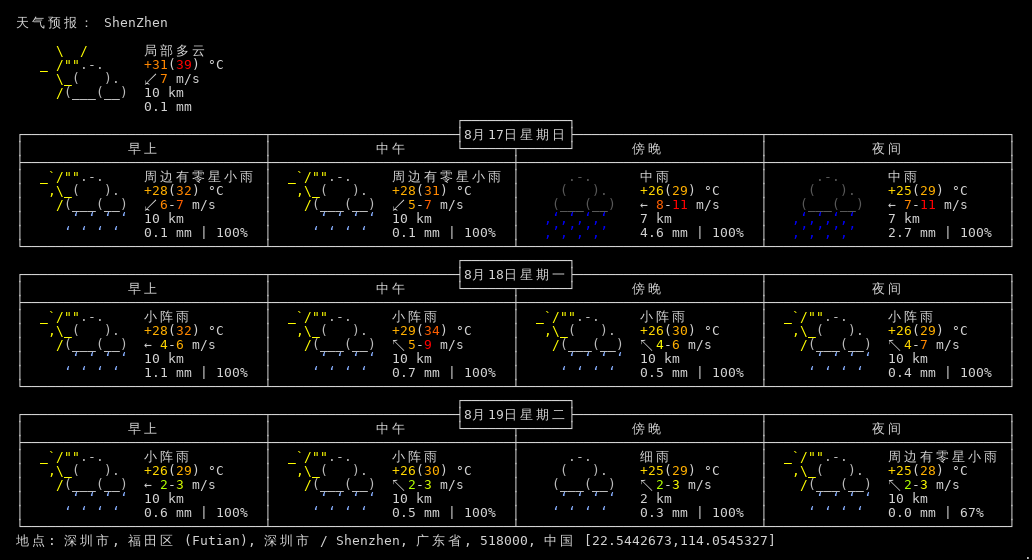 天气预报： ShenZhen
局部多云
+31(39) °C
↙ 7 m/s
10 km
0.1 mm
8月17日星期日
早上 中午 傍晚 夜间
周边有零星小雨 周边有零星小雨 中雨 中雨
+28(32) °C +28(31) °C +26(29) °C +25(29) °C
↙ 6-7 m/s ↙ 5-7 m/s ← 8-11 m/s ← 7-11 m/s
10 km 10 km 7 km 7 km
0.1 mm | 100% 0.1 mm | 100% 4.6 mm | 100% 2.7 mm | 100%
8月18日星期一
早上 中午 傍晚 夜间
小阵雨 小阵雨 小阵雨 小阵雨
+28(32) °C +29(34) °C +26(30) °C +26(29) °C
← 4-6 m/s ↖ 5-9 m/s ↖ 4-6 m/s ↖ 4-7 m/s
10 km 10 km 10 km 10 km
1.1 mm | 100% 0.7 mm | 100% 0.5 mm | 100% 0.4 mm | 100%
8月19日星期二
早上 中午 傍晚 夜间
小阵雨 小阵雨 细雨 周边有零星小雨
+26(29) °C +26(30) °C +25(29) °C +25(28) °C
← 2-3 m/s ↖ 2-3 m/s ↖ 2-3 m/s ↖ 2-3 m/s
10 km 10 km 2 km 10 km
0.6 mm | 100% 0.5 mm | 100% 0.3 mm | 100% 0.0 mm | 67%
地点: 深圳市, 福田区 (Futian), 深圳市 / Shenzhen, 广东省, 518000, 中国 [22.5442673,114.0545327]